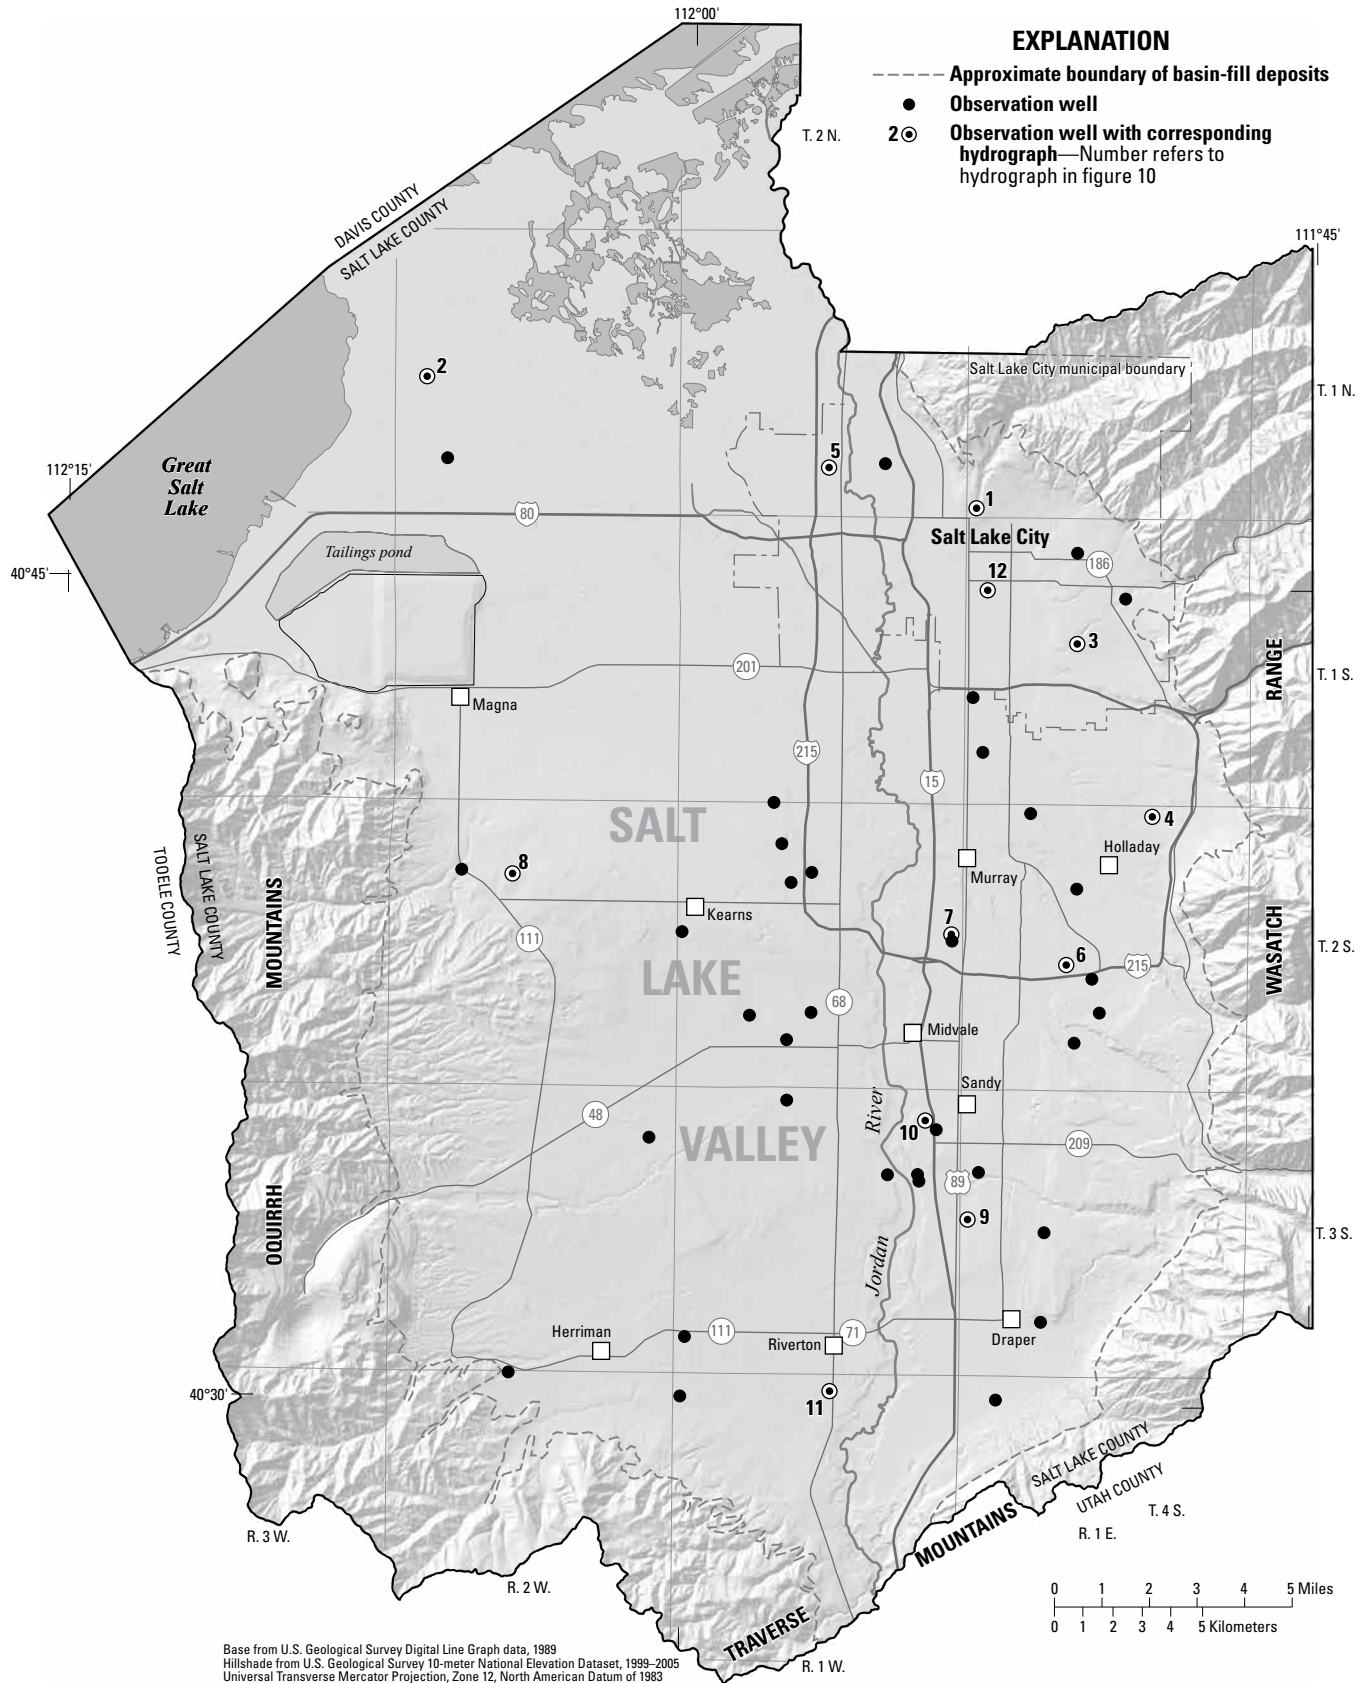 112°00'
EXPLANATION
Approximate boundary of basin-fill deposits
Observation well
2
Observation well with corresponding
hydrograph—Number refers to
hydrograph in figure 10
T. 2 N.
DAVIS COUNTY
SALT LAKE COUNTY
111°45'
Salt Lake City municipal boundary
T. 1 N.
2
5
112°15'
Great
Salt
Lake
1
80
Salt Lake City
Tailings pond
186
40°45'
12
3
RANGE
201
T. 1 S.
Magna
215
15
SALT
4
Holladay
TOOELE COUNTY
SALT LAKE COUNTY
8
Murray
MOUNTAINS
Kearns
7
111
WASATCH
T. 2 S.
6
215
LAKE
68
Midvale
Sandy
River
48
10
VALLEY
209
89
OQUIRRH
9
T. 3 S.
Jordan
Herriman
111
71
Riverton
Draper
40°30'
11
SALT LAKE COUNTY
UTAH COUNTY
T. 4 S.
R. 3 W.
MOUNTAINS
R. 1 E.
R. 2 W.
0 1 2 3 4 5 Miles
0 1 2 3 4 5 Kilometers
TRAVERSE
R. 1 W.
Base from U.S. Geological Survey Digital Line Graph data, 1989
Hillshade from U.S. Geological Survey 10-meter National Elevation Dataset, 1999–2005
Universal Transverse Mercator Projection, Zone 12, North American Datum of 1983